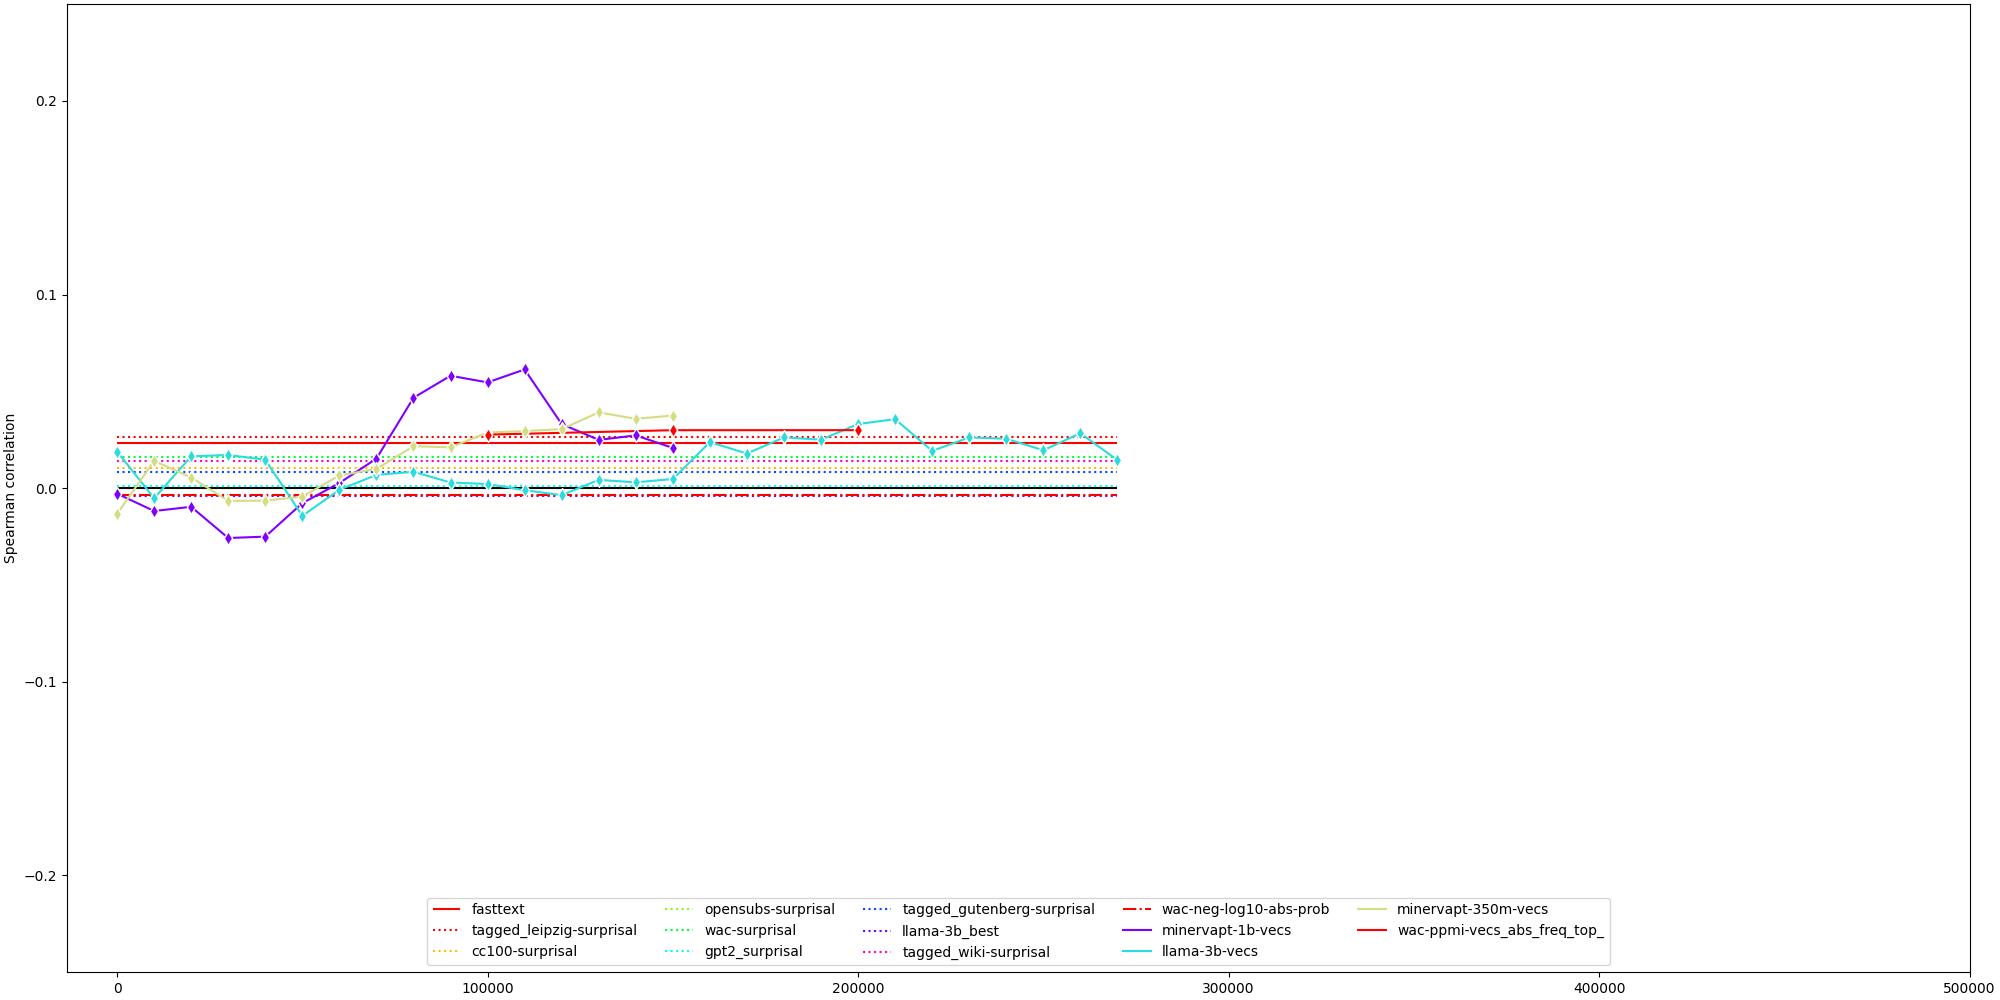 0.2
0.1
0.0
−0.1
−0.2
Spearman correlation
fasttext
tagged_leipzig-surprisal
cc100-surprisal
opensubs-surprisal
wac-surprisal
gpt2_surprisal
tagged_gutenberg-surprisal
llama-3b_best
tagged_wiki-surprisal
wac-neg-log10-abs-prob
minervapt-1b-vecs
llama-3b-vecs
minervapt-350m-vecs
wac-ppmi-vecs_abs_freq_top_
0 100000 200000 300000 400000 500000